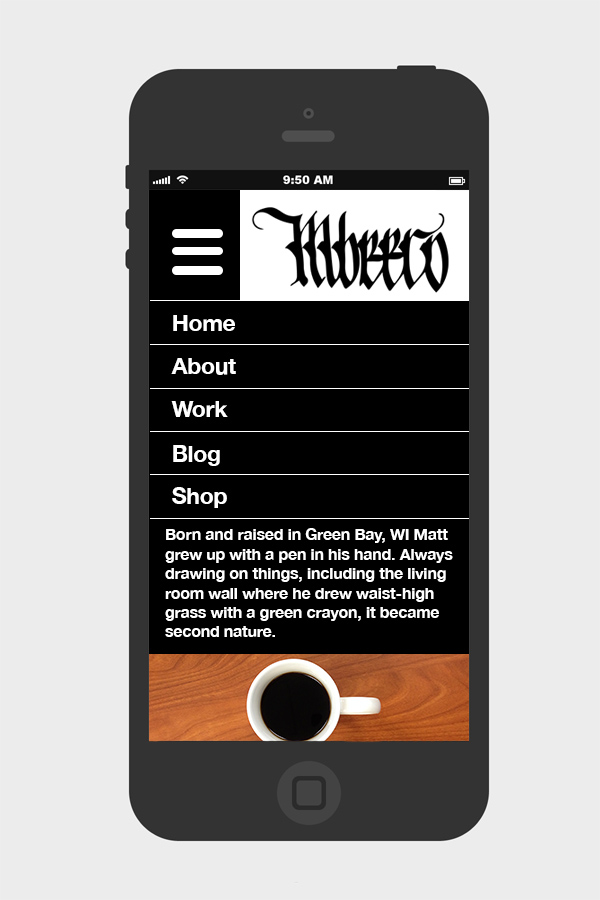 9:50 AM
Mbeero
Home
About
Work
Blog
Shop
Born and raised in Green Bay, WI Matt
grew up with a pen in his hand. Always
drawing on things, including the living
room wall where he drew waist-high
grass with a green crayon, it became
second nature.